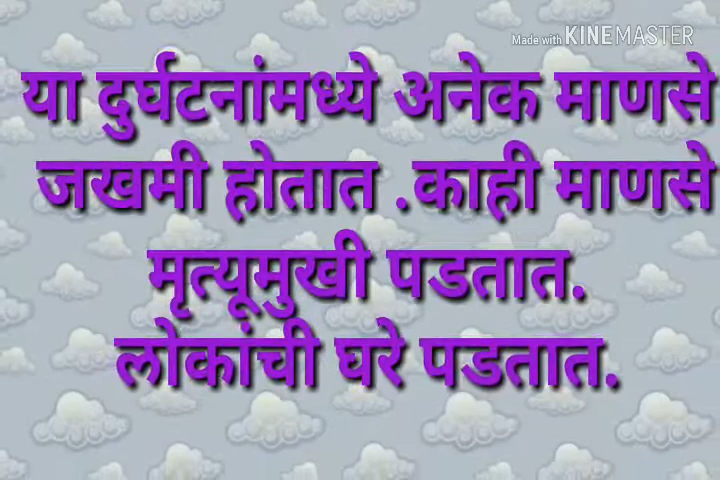 Made with KINEMASTER
या दुर्घटनांमध्ये अनेक माणसे
जखमी होतात .काही माणसे
मृत्यूमुखी पडतात.
लोकांची घरे पडतात.